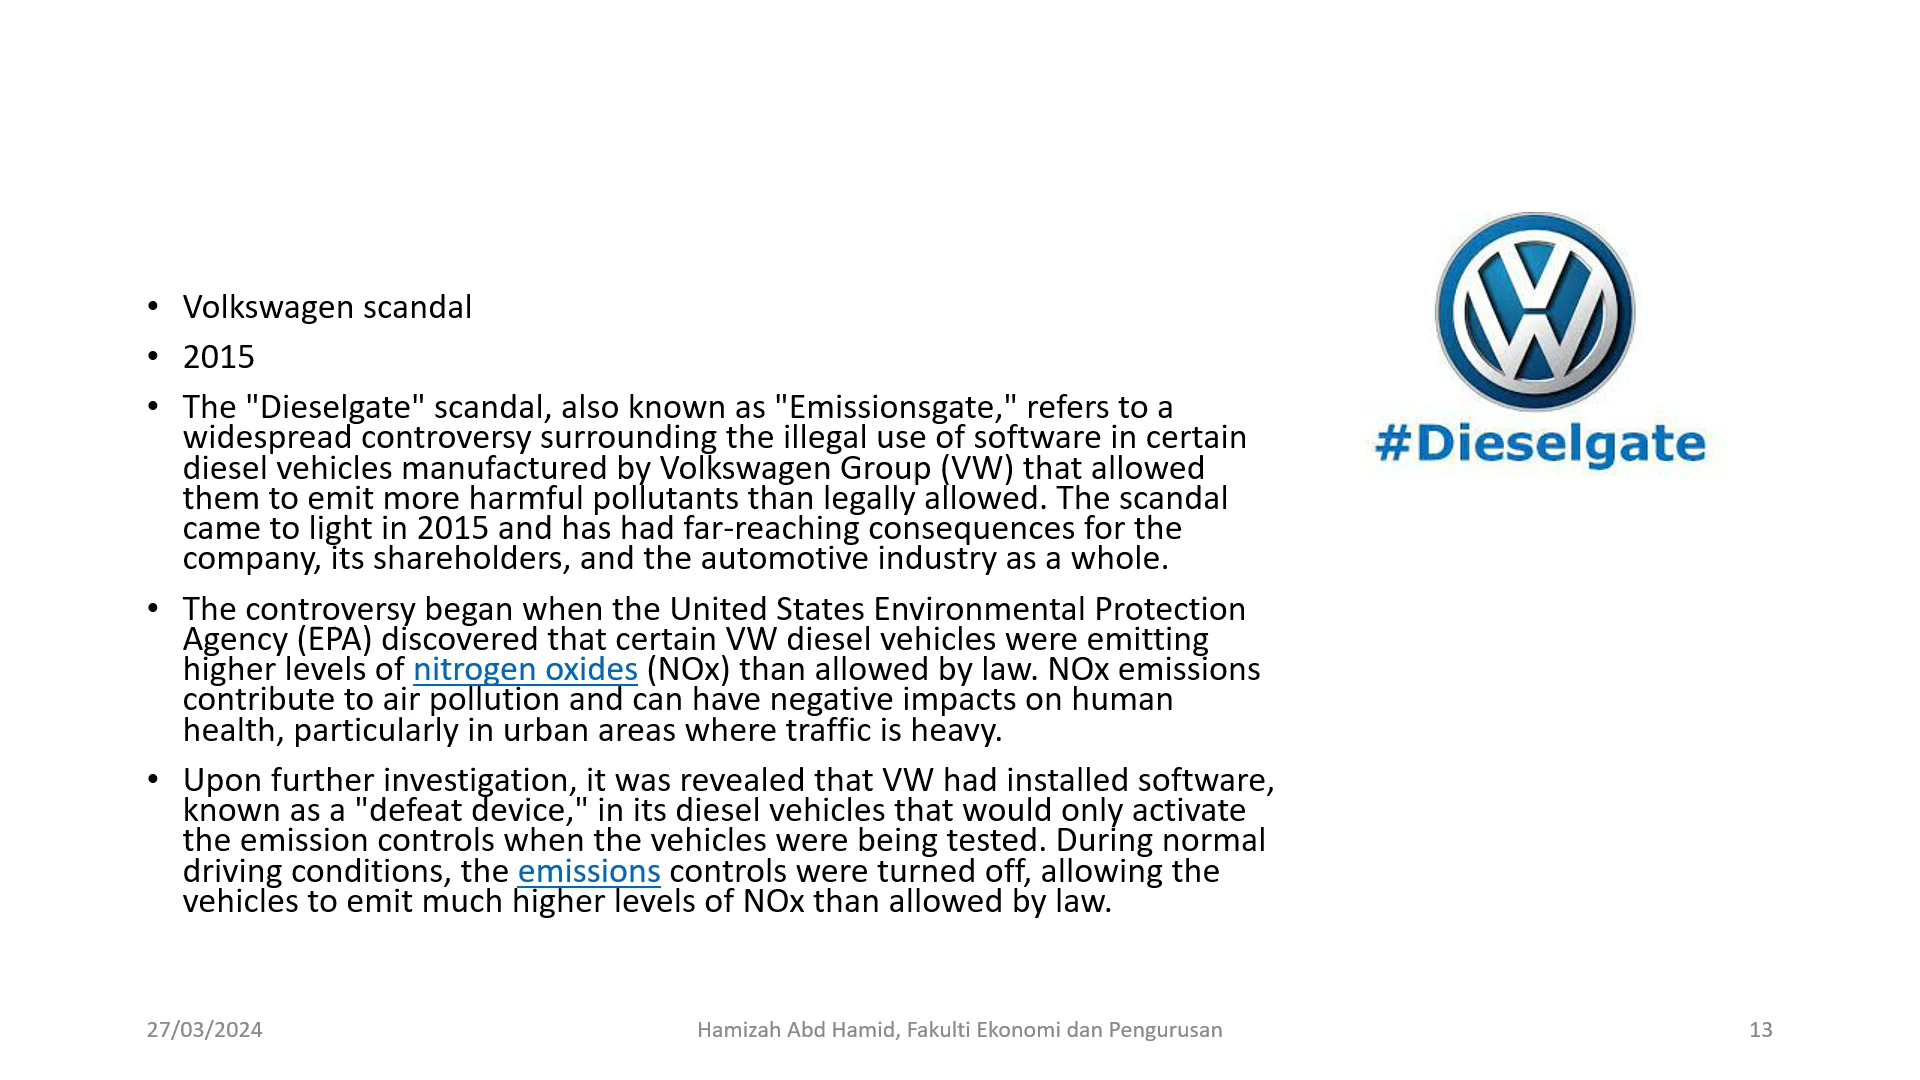 • Volkswagen scandal
• 2015
• The "Dieselgate" scandal, also known as "Emissionsgate," refers to a
widespread controversy surrounding the illegal use of software in certain
diesel vehicles manufactured by Volkswagen Group (VW) that allowed
them to emit more harmful pollutants than legally allowed. The scandal
came to light in 2015 and has had far-reaching consequences for the
company, its shareholders, and the automotive industry as a whole.
• The controversy began when the United States Environmental Protection
Agency (EPA) discovered that certain VW diesel vehicles were emitting
higher levels of nitrogen oxides (NOx) than allowed by law. NOx emissions
contribute to air pollution and can have negative impacts on human
health, particularly in urban areas where traffic is heavy.
• Upon further investigation, it was revealed that VW had installed software,
known as a "defeat device," in its diesel vehicles that would only activate
the emission controls when the vehicles were being tested. During normal
driving conditions, the emissions controls were turned off, allowing the
vehicles to emit much higher levels of NOx than allowed by law.
VW
#Dieselgate
27/03/2024
Hamizah Abd Hamid, Fakulti Ekonomi dan Pengurusan
13